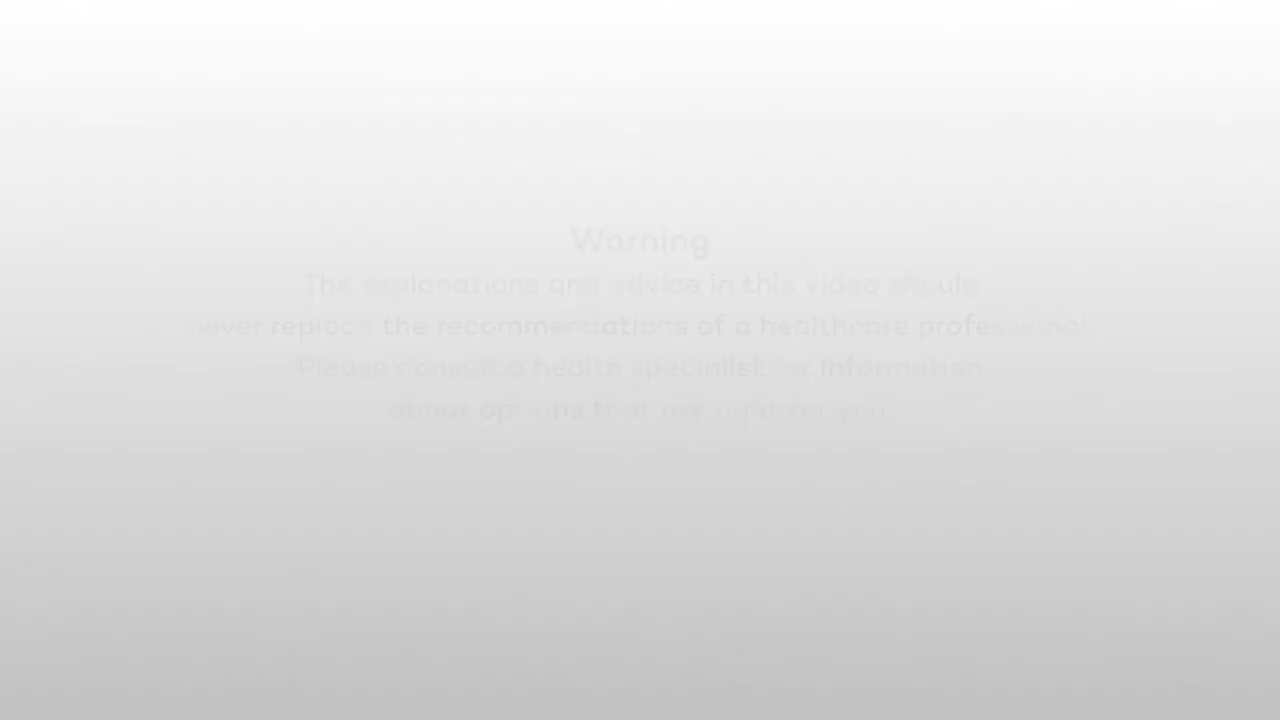 Warning
The explanations and advice in this video should
never replace the recommendations of a healthcare professional.
Please consult a health specialist for information
about options that are right for you.